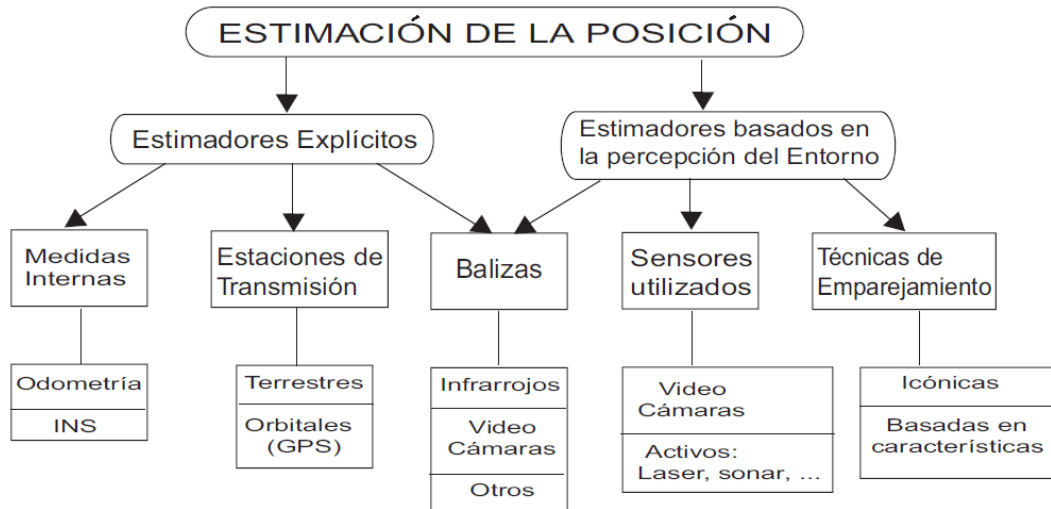 ESTIMACIÓN DE LA POSICIÓN
Estimadores Explícitos
Estimadores basados en
la percepción del Entorno
Medidas
Internas
Estaciones de
Transmisión
Balizas
Sensores
utilizados
Técnicas de
Emparejamiento
Odometría
INS
Terrestres
Orbitales
(GPS)
Infrarrojos
Video
Cámaras
Otros
Video
Cámaras
Activos:
Laser, sonar, ...
Icónicas
Basadas en
características